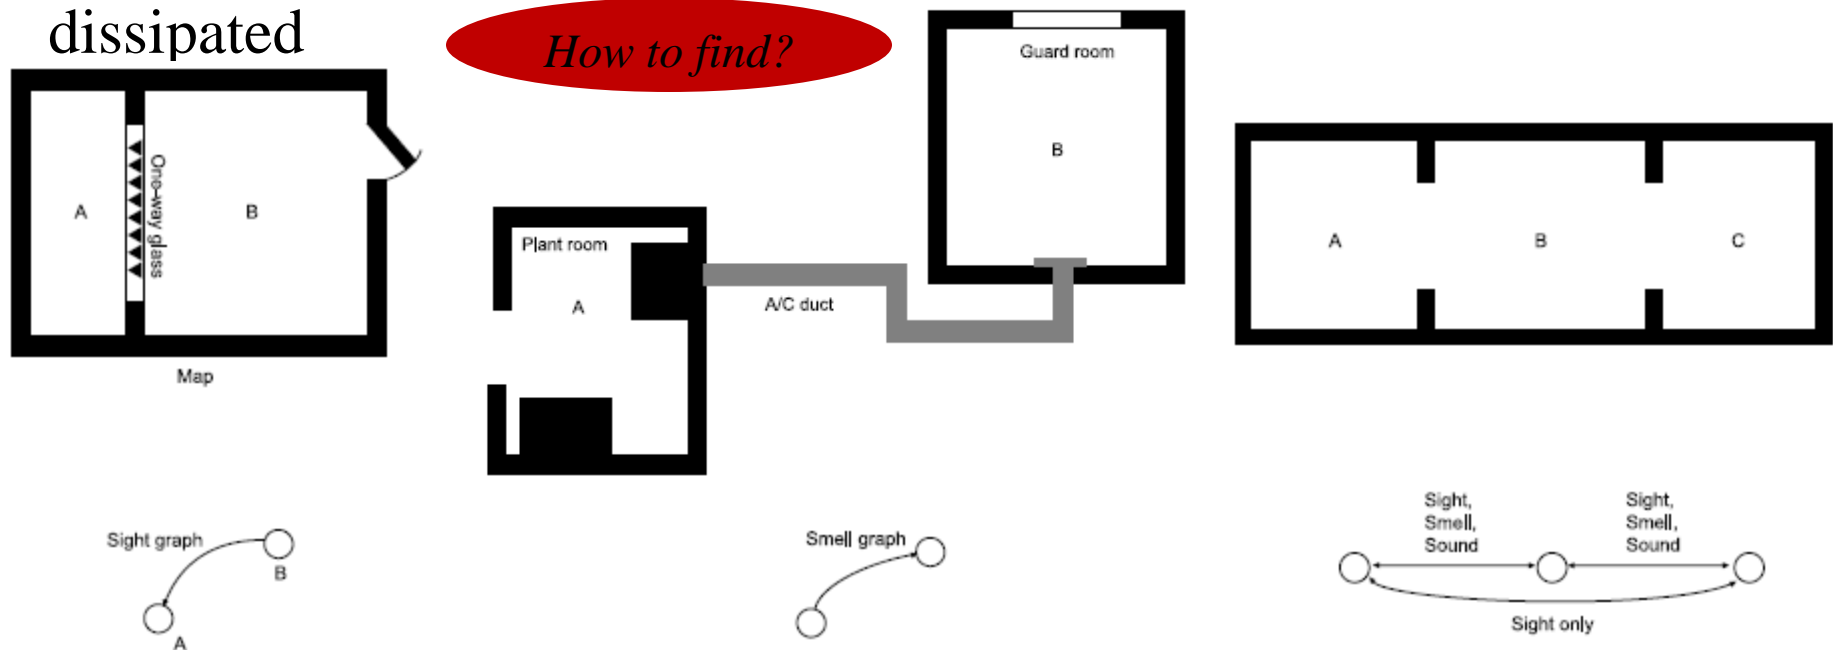 dissipated
How to find?
A
One-way glass
B
Map
Sight graph
B
A
Plant room
A
A/C duct
Guard room
B
Smell graph
A
B
C
Sight,
Smell,
Sound
Sight,
Smell,
Sound
Sight only